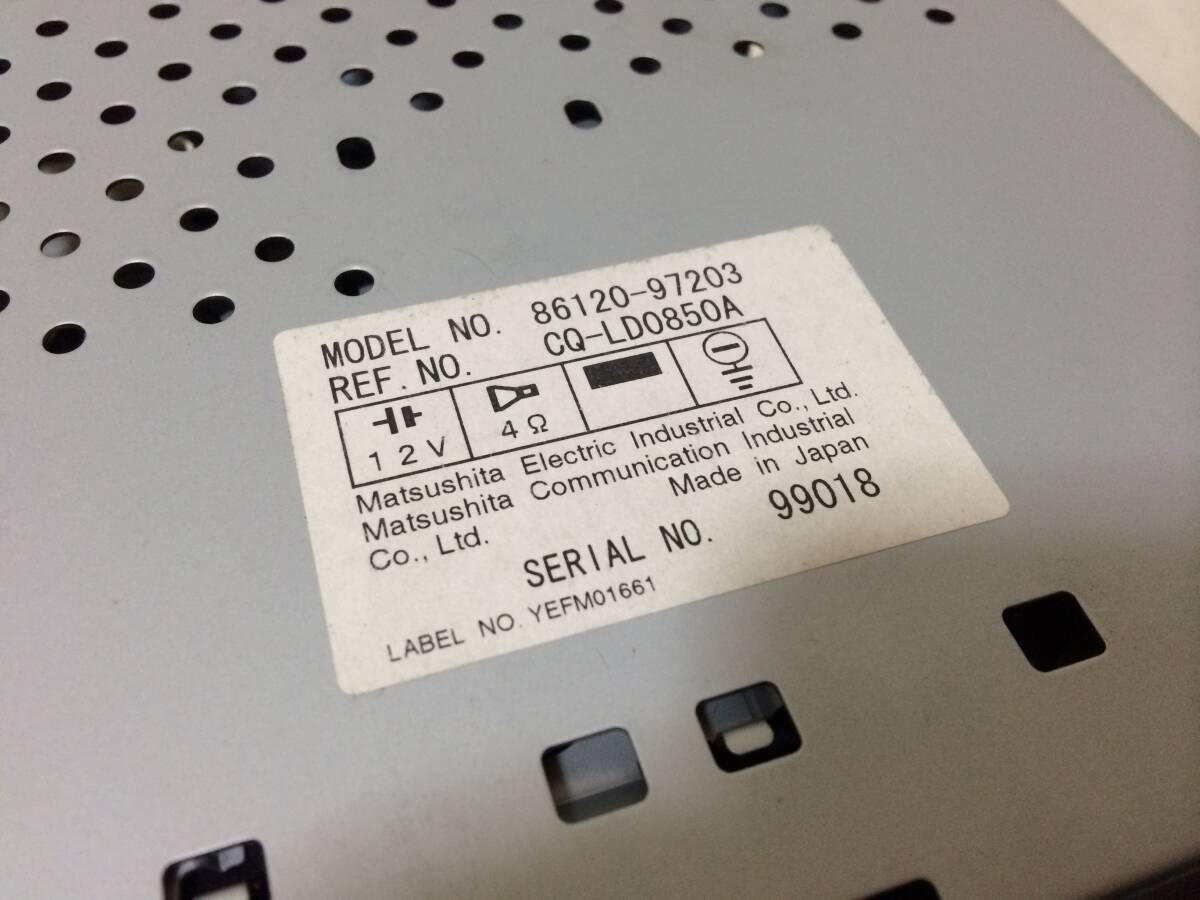 MODEL NO. 86120-97203
REF.NO. CQ-LD0850A
12V 4Ω
Matsushita Electric Industrial Co., Ltd.
Matsushita Communication Industrial
Co., Ltd. Made in Japan
SERIAL NO. 99018
LABEL NO. YEFM01661